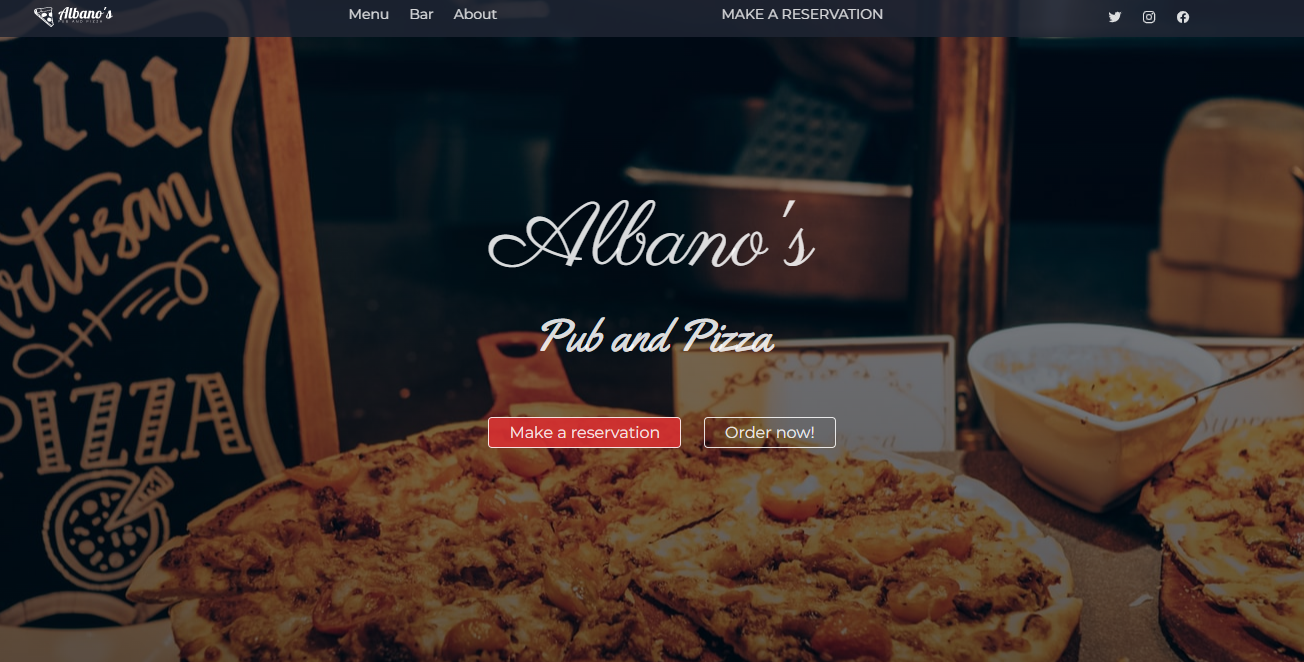 Albano's
PUB AND PIZZA
Menu Bar About
MAKE A RESERVATION
Artisan
PIZZA
Albano's
Pub and Pizza
Make a reservation
Order now!